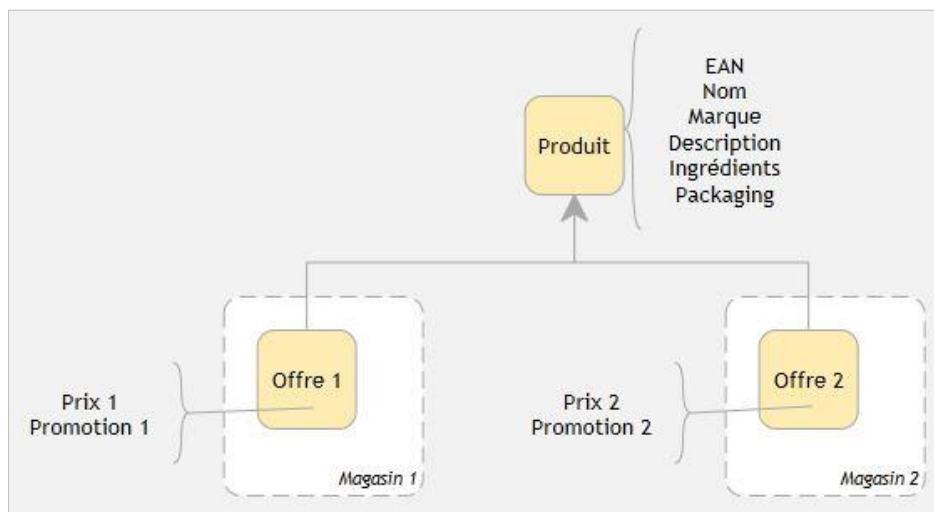 EAN
Nom
Marque
Description
Ingrédients
Packaging
Produit
Offre 1
Prix 1
Promotion 1
Magasin 1
Offre 2
Prix 2
Promotion 2
Magasin 2